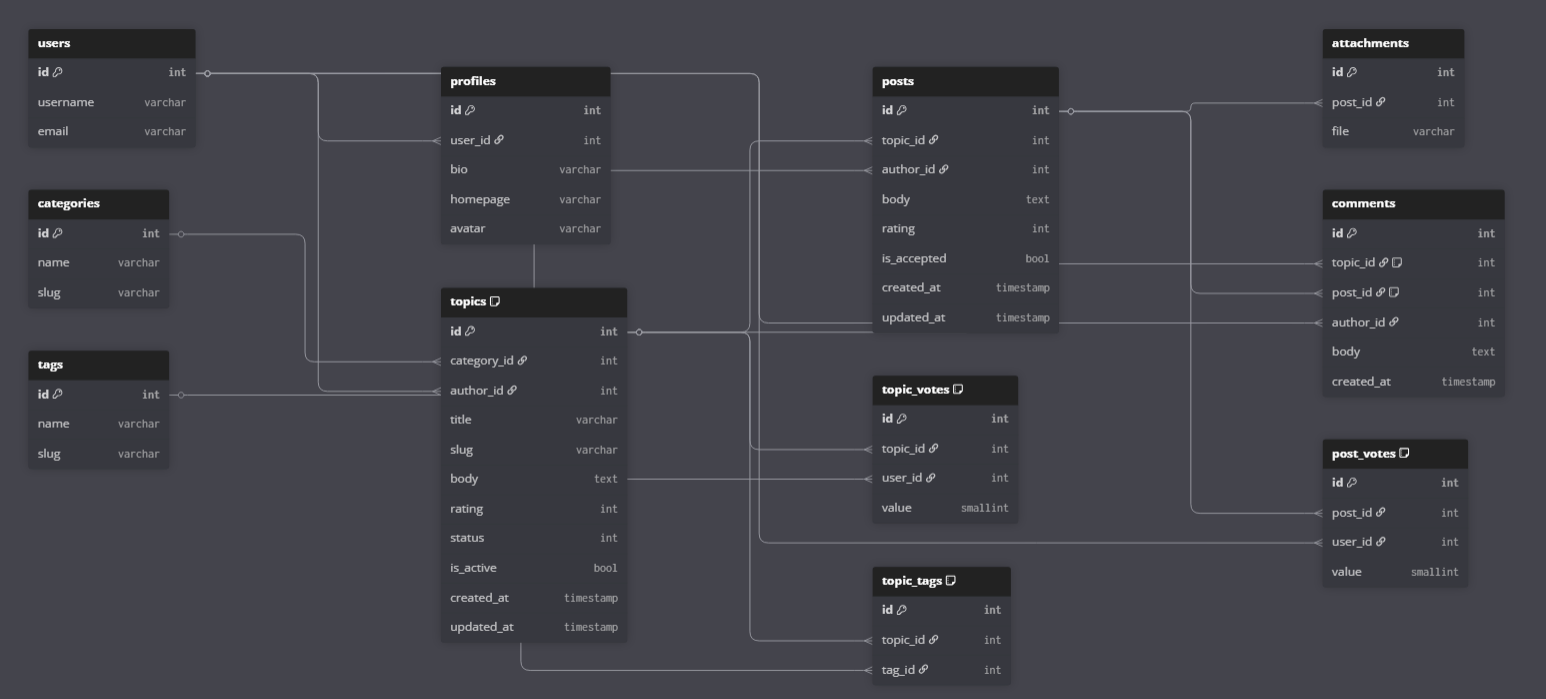 users
id int
username varchar
email varchar
categories
id int
name varchar
slug varchar
tags
id int
name varchar
slug varchar
profiles
id int
user_id int
bio varchar
homepage varchar
avatar varchar
topics
id int
category_id int
author_id int
title varchar
slug varchar
body text
rating int
status int
is_active bool
created_at timestamp
updated_at timestamp
posts
id int
topic_id int
author_id int
body text
rating int
is_accepted bool
created_at timestamp
updated_at timestamp
topic_votes
id int
topic_id int
user_id int
value smallint
topic_tags
id int
topic_id int
tag_id int
attachments
id int
post_id int
file varchar
comments
id int
topic_id int
post_id int
author_id int
body text
created_at timestamp
post_votes
id int
post_id int
user_id int
value smallint